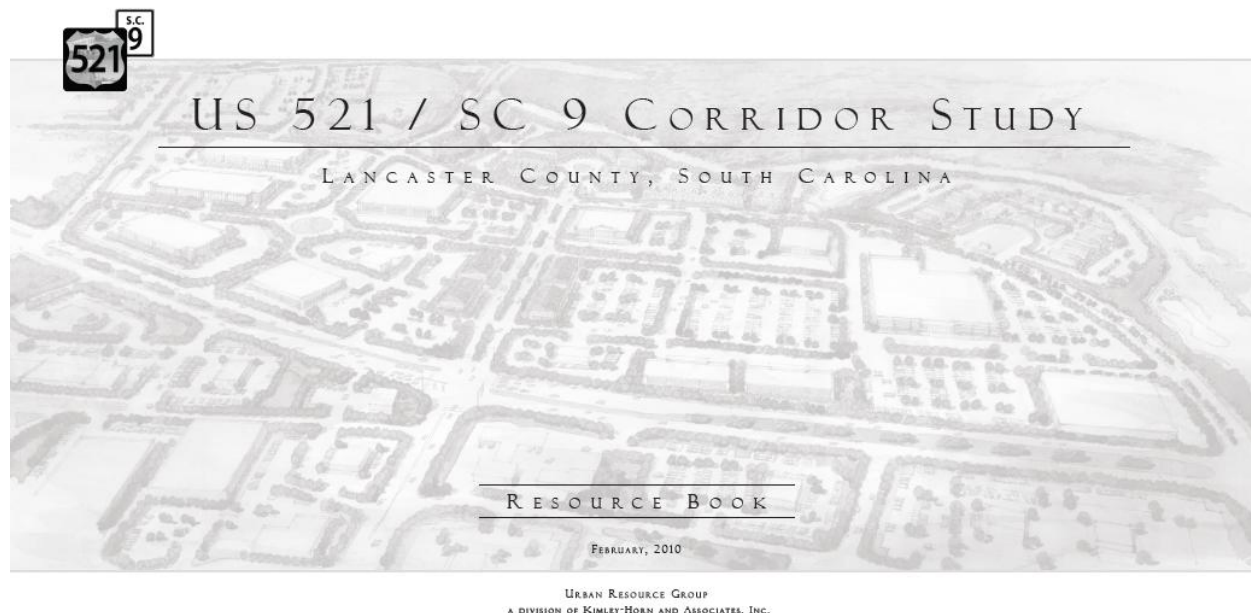 S.C.
9
521
US 521 / SC 9 Corridor Study
Lancaster County, South Carolina
Resource Book
February, 2010
Urban Resource Group
a division of Kimley-Horn and Associates, Inc.